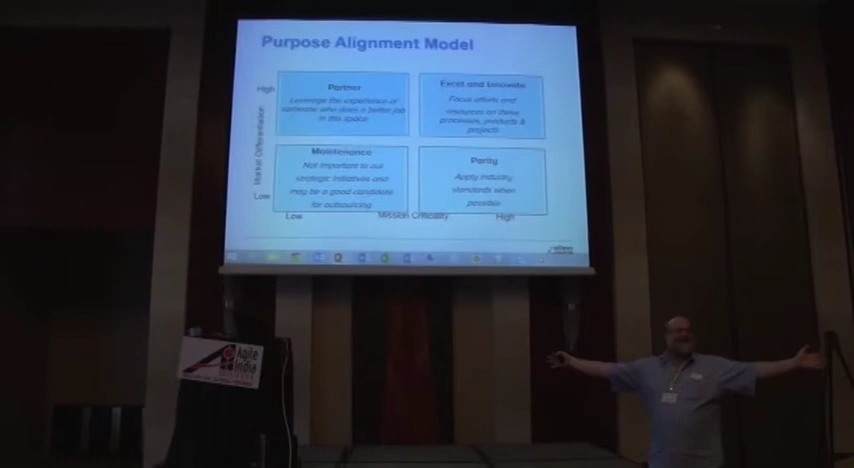 Purpose Alignment Model
High
Partner
Leverage the experience of
someone who does a better job
in this space
Excel and Innovate
Focus efforts and
resources on these
processes, products &
projects
Market Differentiation
Maintenance
Not important to our
strategic initiatives and
may be a good candidate
for outsourcing
Parity
Apply industry
standards when
possible
Low
Low
Mission Criticality
High
Agile
India